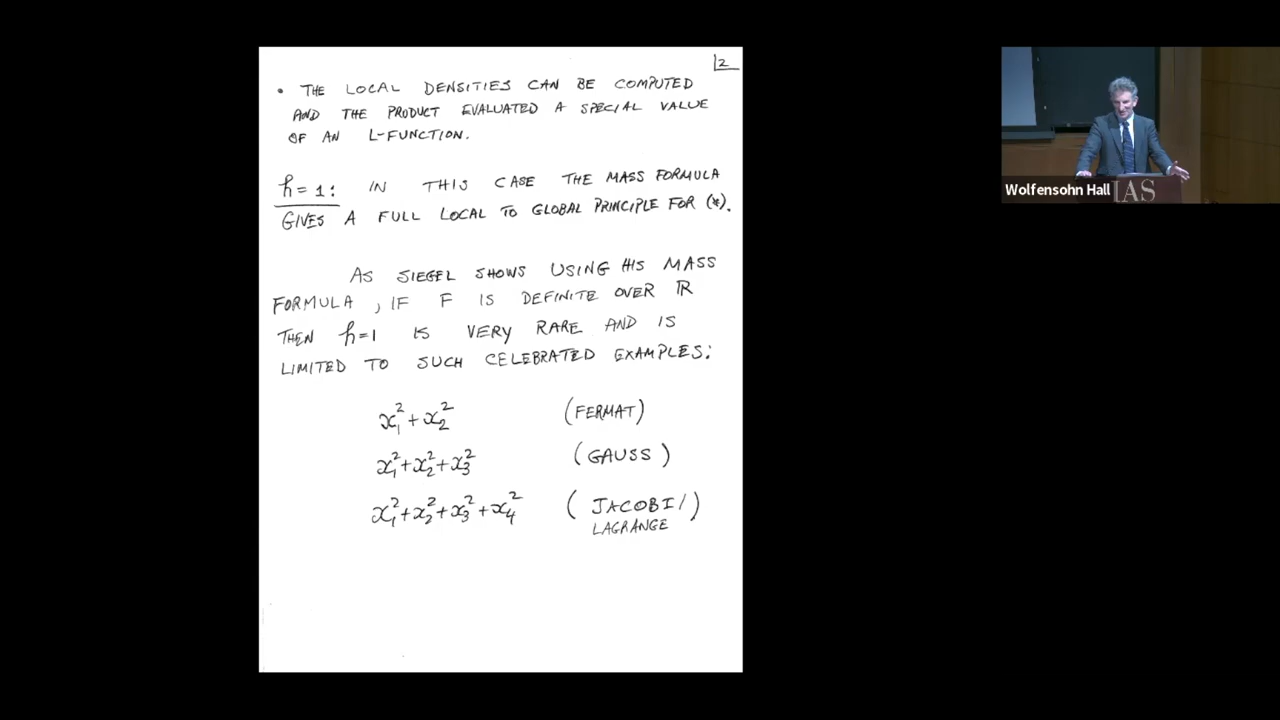 2
• THE LOCAL DENSITIES CAN BE COMPUTED
AND THE PRODUCT EVALUATED A SPECIAL VALUE
OF AN L-FUNCTION.
h=1: IN THIS CASE THE MASS FORMULA
GIVES A FULL LOCAL TO GLOBAL PRINCIPLE FOR (*).
AS SIEGEL SHOWS USING HIS MASS
FORMULA, IF F IS DEFINITE OVER ℝ
THEN h=1 IS VERY RARE AND IS
LIMITED TO SUCH CELEBRATED EXAMPLES:
x₁² + x₂² (FERMAT)
x₁² + x₂² + x₃² (GAUSS)
x₁² + x₂² + x₃² + x₄² (JACOBI/
LAGRANGE)
Wolfensohn Hall
IAS